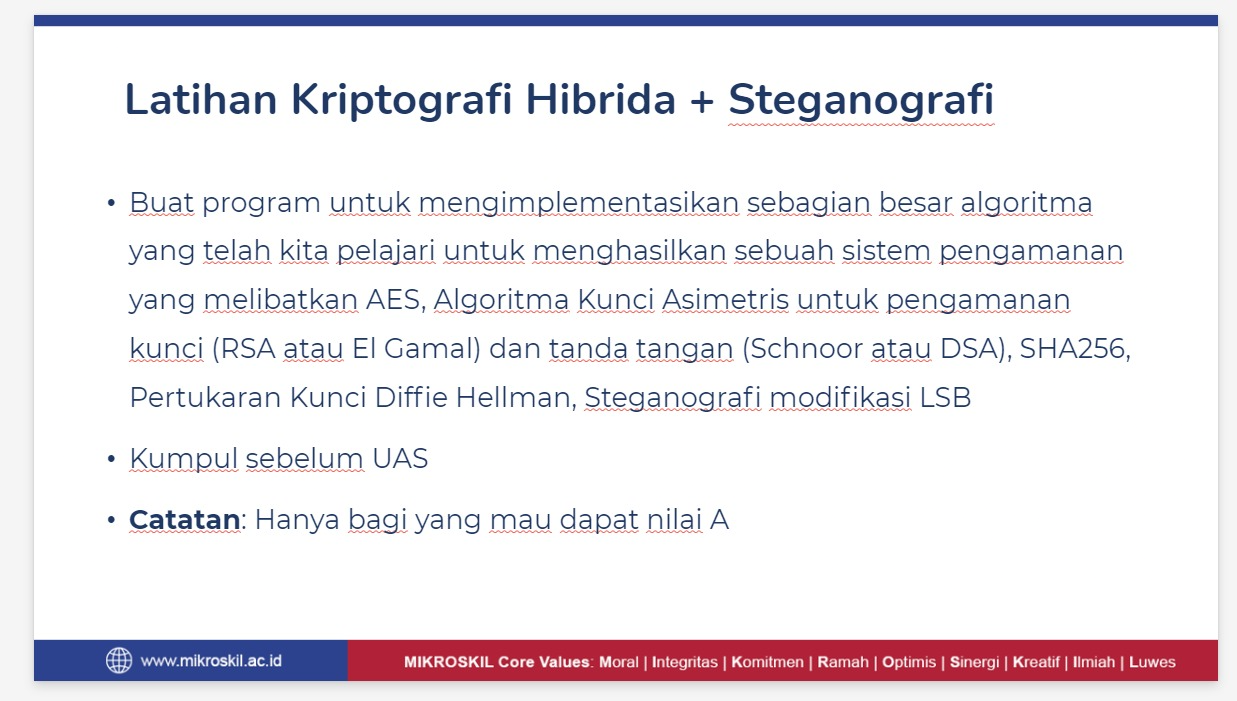 Latihan Kriptografi Hibrida + Steganografi
• Buat program untuk mengimplementasikan sebagian besar algoritma
yang telah kita pelajari untuk menghasilkan sebuah sistem pengamanan
yang melibatkan AES, Algoritma Kunci Asimetris untuk pengamanan
kunci (RSA atau El Gamal) dan tanda tangan (Schnoor atau DSA), SHA256,
Pertukaran Kunci Diffie Hellman, Steganografi modifikasi LSB
• Kumpul sebelum UAS
• Catatan: Hanya bagi yang mau dapat nilai A
www.mikroskil.ac.id
MIKROSKIL Core Values: Moral | Integritas | Komitmen | Ramah | Optimis | Sinergi | Kreatif | Ilmiah | Luwes